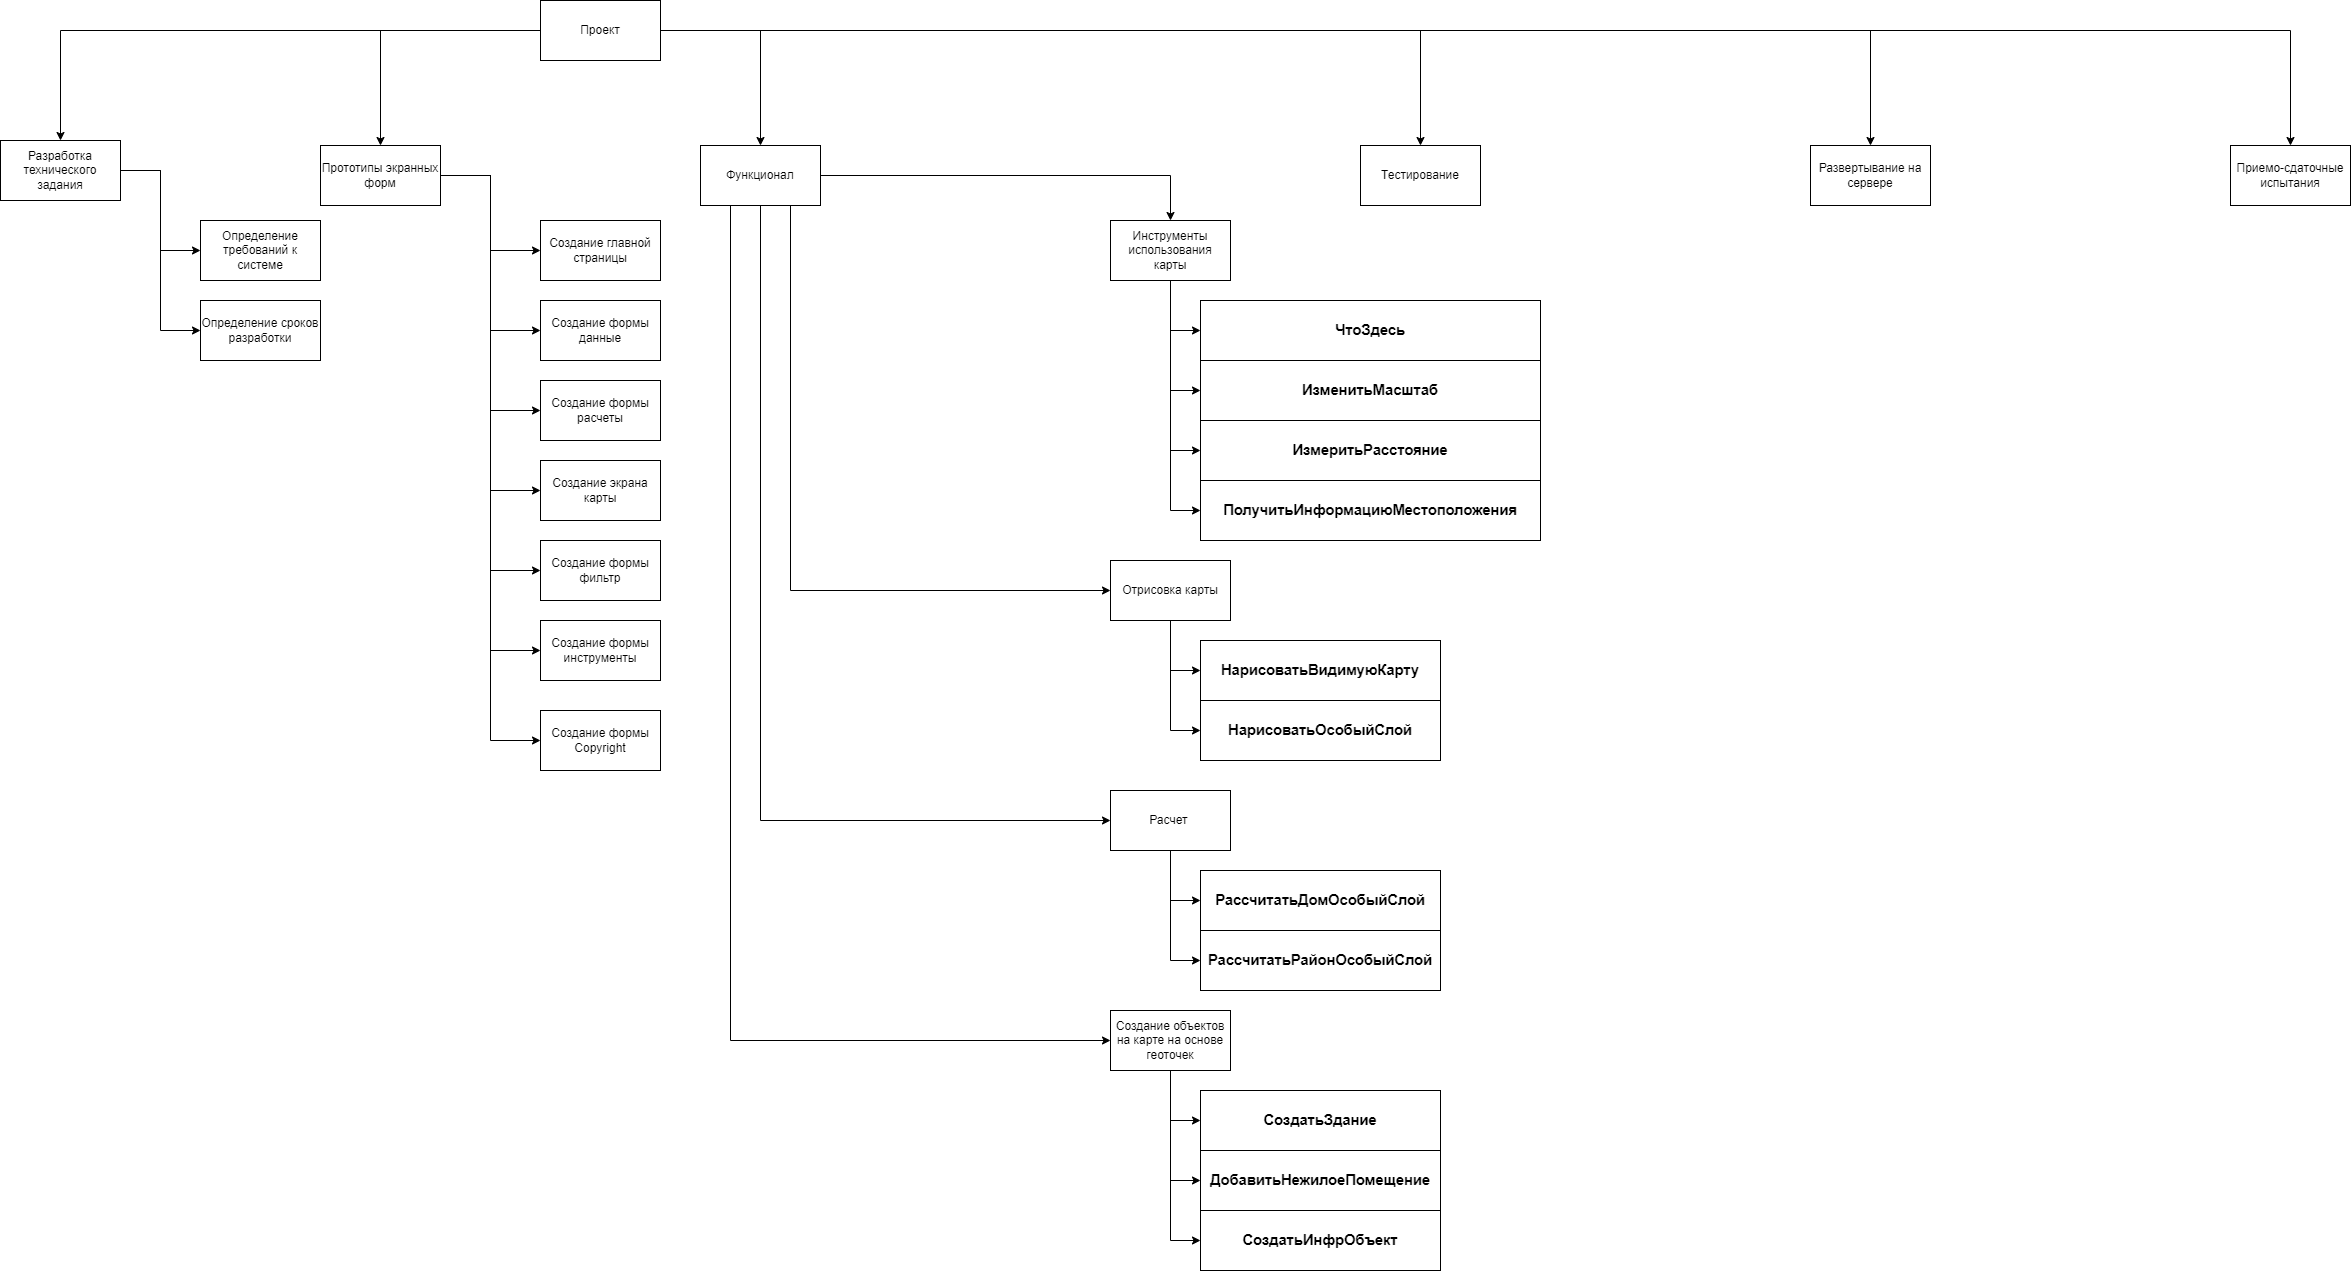 Проект
Разработка
технического
задания
Определение
требований к
системе
Определение сроков
разработки
Прототипы экранных
форм
Создание главной
страницы
Создание формы
данные
Создание формы
расчеты
Создание экрана
карты
Создание формы
фильтр
Создание формы
инструменты
Создание формы
Copyright
Функционал
Инструменты
использования
карты
ЧтоЗдесь
ИзменитьМасштаб
ИзмеритьРасстояние
ПолучитьИнформациюМестоположения
Отрисовка карты
НарисоватьВидимуюКарту
НарисоватьОсобыйСлой
Расчет
РассчитатьДомОсобыйСлой
РассчитатьРайонОсобыйСлой
Создание объектов
на карте на основе
геоточек
СоздатьЗдание
ДобавитьНежилоеПомещение
СоздатьИнфрОбъект
Тестирование
Развертывание на
сервере
Приемо-сдаточные
испытания